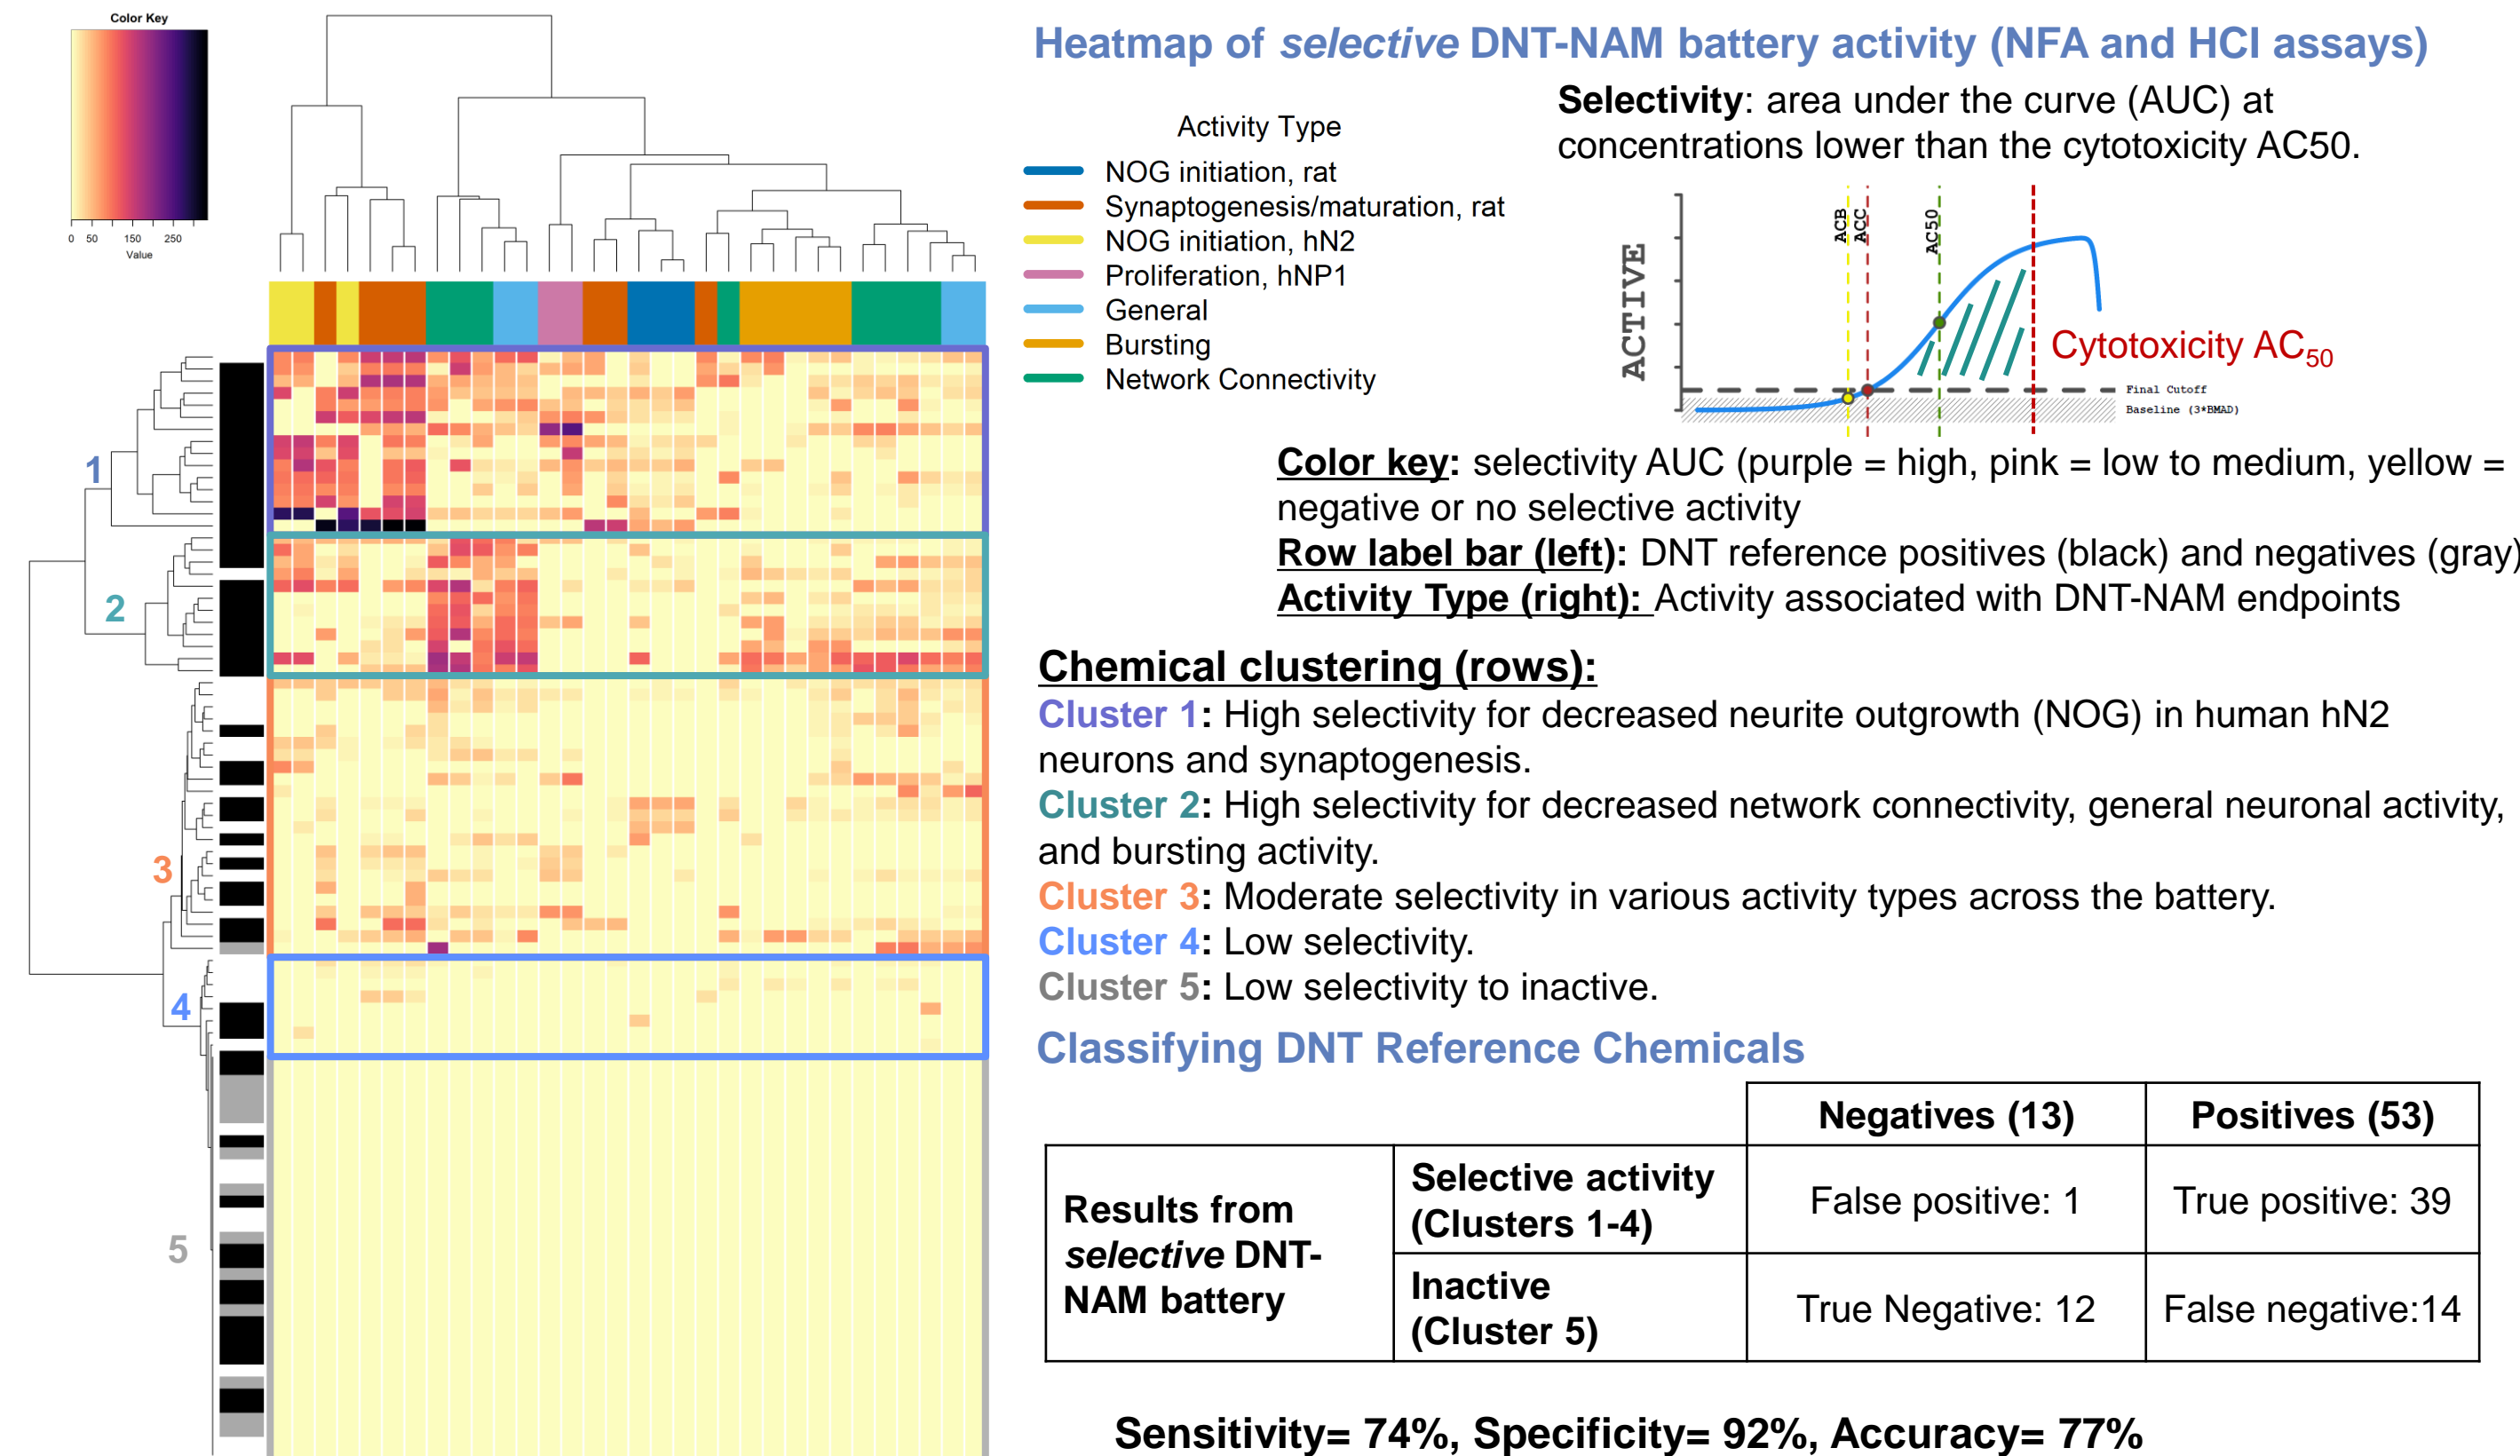 Color Key
0 50 150 250
Value
1
2
3
4
5
Heatmap of selective DNT-NAM battery activity (NFA and HCI assays)
Activity Type
NOG initiation, rat
Synaptogenesis/maturation, rat
NOG initiation, hN2
Proliferation, hNP1
General
Bursting
Network Connectivity
Selectivity: area under the curve (AUC) at
concentrations lower than the cytotoxicity AC50.
ACTIVE
ACB
ACC
AC50
Cytotoxicity AC50
Final Cutoff
Baseline (3*BMAD)
Color key: selectivity AUC (purple = high, pink = low to medium, yellow =
negative or no selective activity
Row label bar (left): DNT reference positives (black) and negatives (gray)
Activity Type (right): Activity associated with DNT-NAM endpoints
Chemical clustering (rows):
Cluster 1: High selectivity for decreased neurite outgrowth (NOG) in human hN2
neurons and synaptogenesis.
Cluster 2: High selectivity for decreased network connectivity, general neuronal activity,
and bursting activity.
Cluster 3: Moderate selectivity in various activity types across the battery.
Cluster 4: Low selectivity.
Cluster 5: Low selectivity to inactive.
Classifying DNT Reference Chemicals
Negatives (13) Positives (53)
Results from
selective DNT-
NAM battery
Selective activity
(Clusters 1-4)
False positive: 1 True positive: 39
Inactive
(Cluster 5)
True Negative: 12 False negative:14
Sensitivity= 74%, Specificity= 92%, Accuracy= 77%